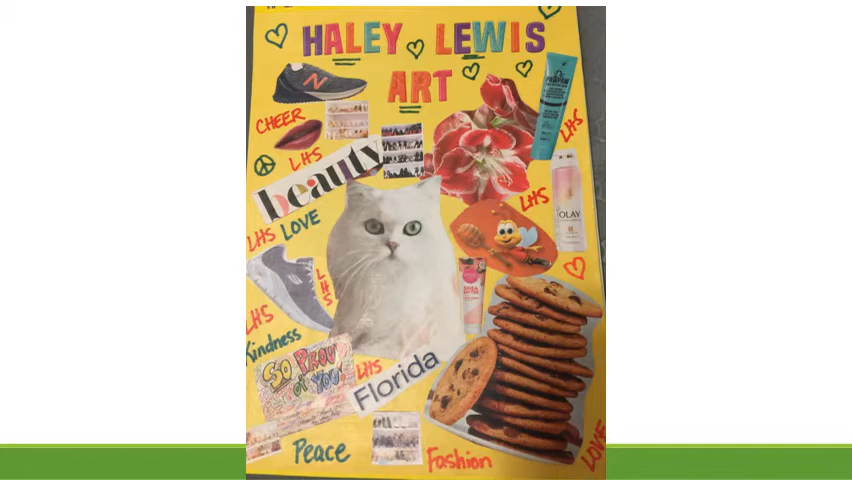 HALEY LEWIS
ART
N
PAWPAW
CHEER
LHS
LHS
beauty
OLAY
LHS
LHS LOVE
LHS
LHS
Kindness
SO PROUD
of YOU!
LHS
Florida
Peace
Fashion
LOVE